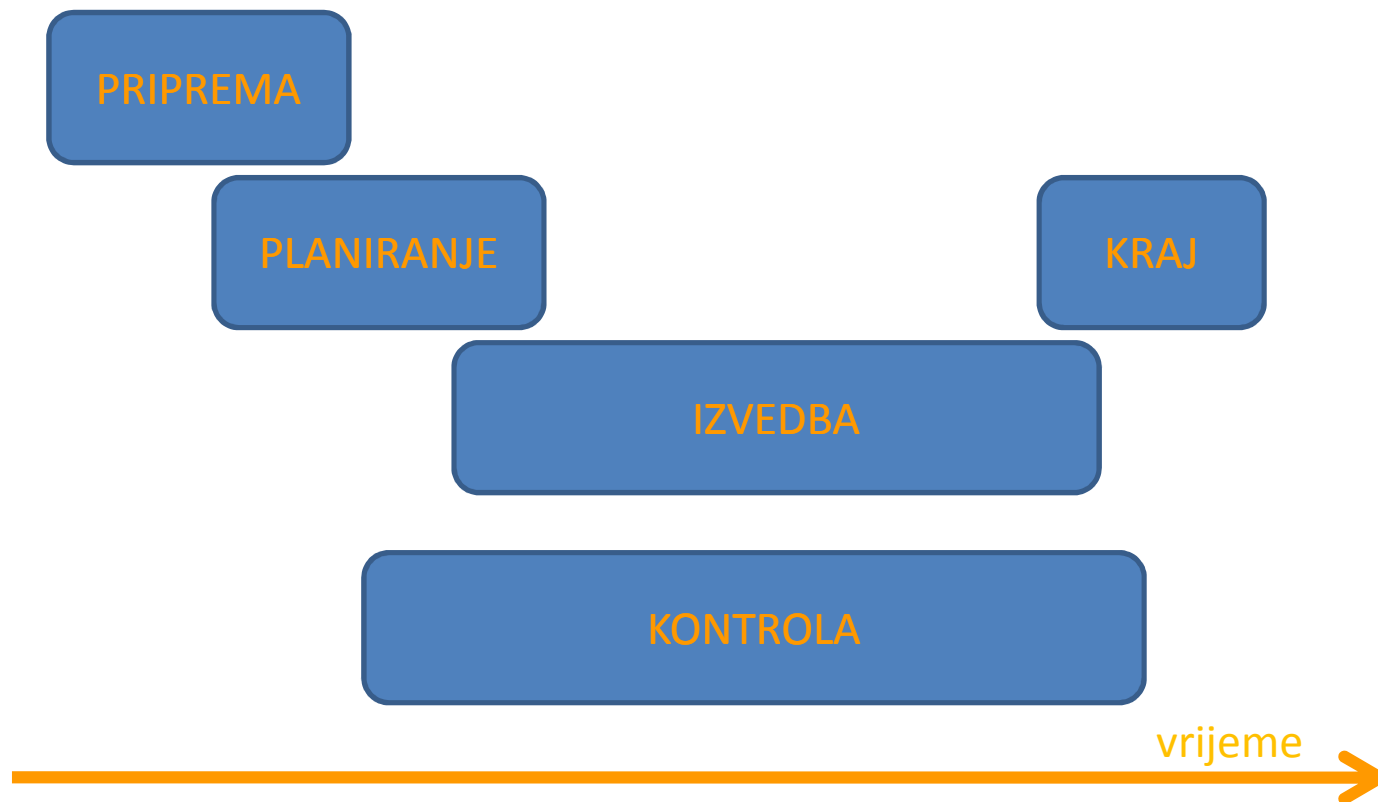 PRIPREMA
PLANIRANJE
KRAJ
IZVEDBA
KONTROLA
vrijeme